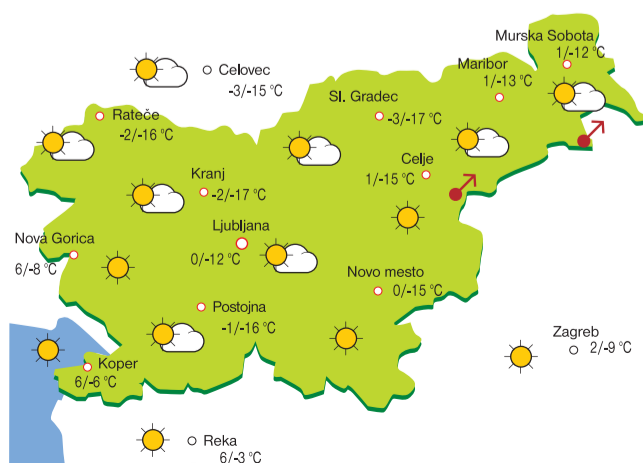 Murska Sobota
1/-12 °C
Celovec
-3/-15 °C
Maribor
1/-13 °C
Sl. Gradec
-3/-17 °C
Rateče
-2/-16 °C
Celje
1/-15 °C
Kranj
-2/-17 °C
Ljubljana
0/-12 °C
Nová Gorica
6/-8 °C
Novo mesto
0/-15 °C
Postojna
-1/-16 °C
Zagreb
2/-9 °C
Koper
6/-6 °C
Reka
6/-3 °C